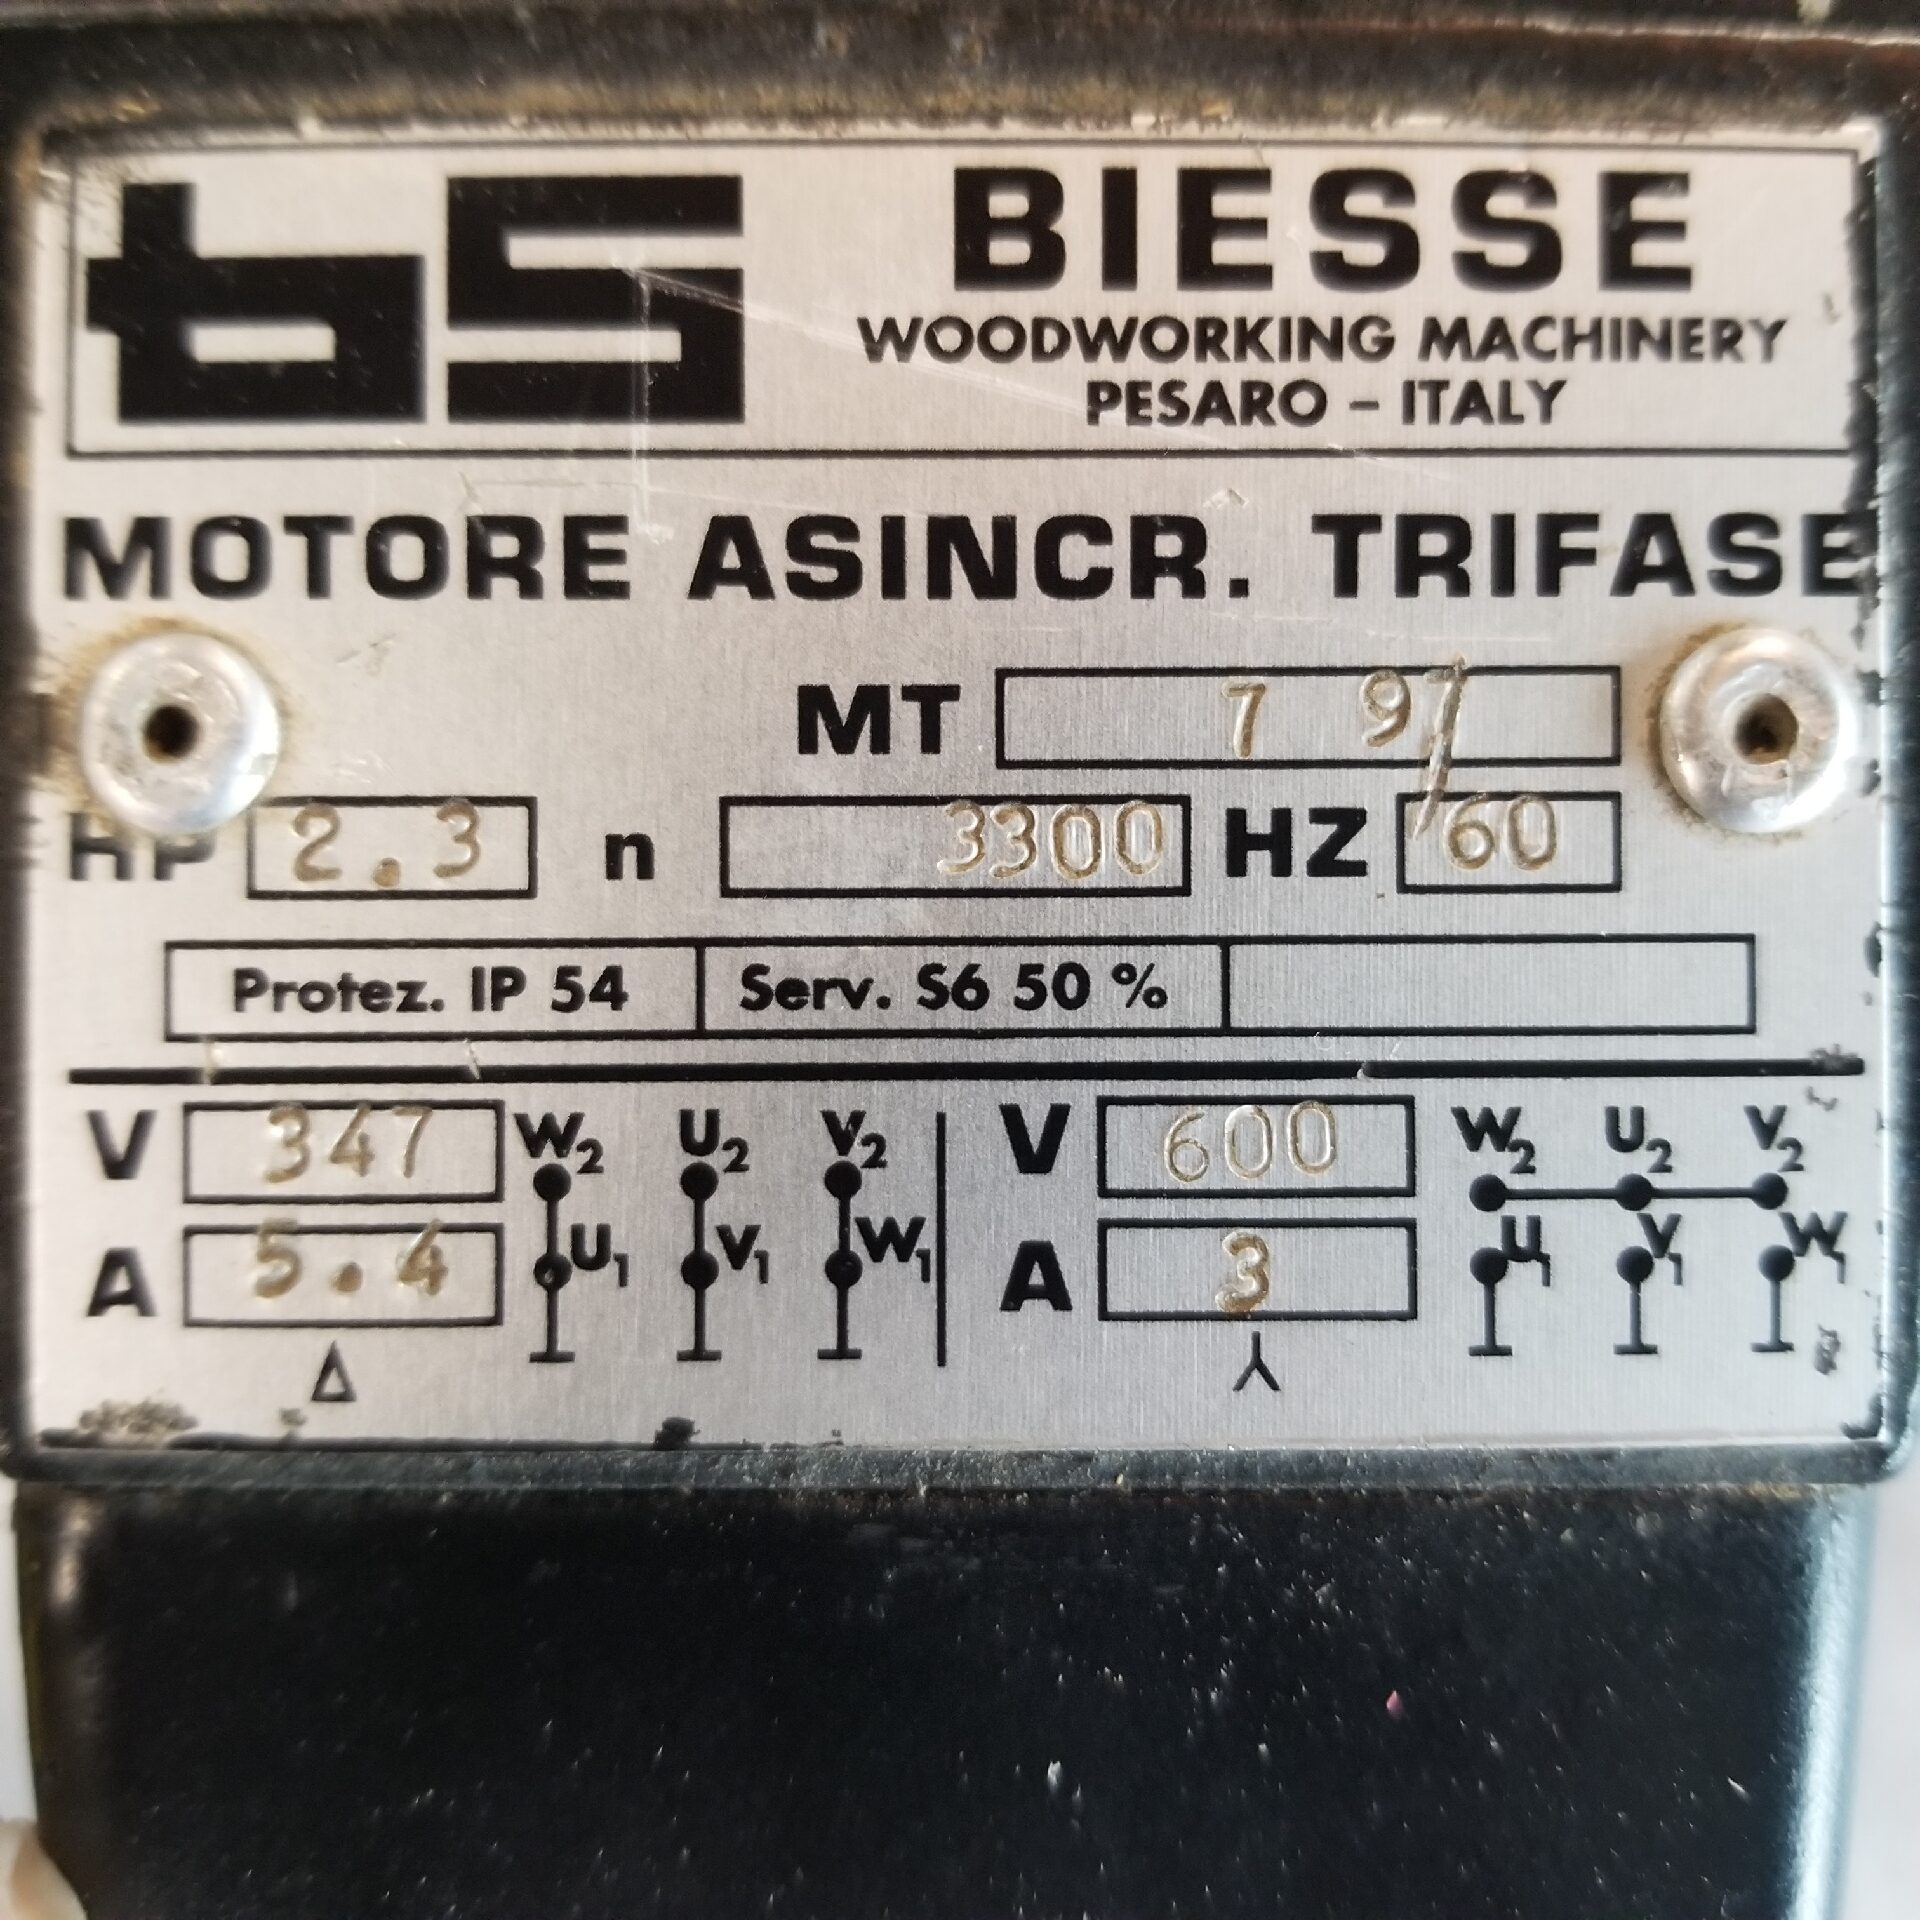 bs BIESSE
WOODWORKING MACHINERY
PESARO – ITALY
MOTORE ASINCR. TRIFASE
MT 7 97
HP 2.3 n 3300 HZ 60
Protez. IP 54 Serv. S6 50 %
V 347 W2 U2 V2 V 600 W2 U2 V2
A 5.4 U1 V1 W1 A 3 U1 V1 W1
Δ ⅄